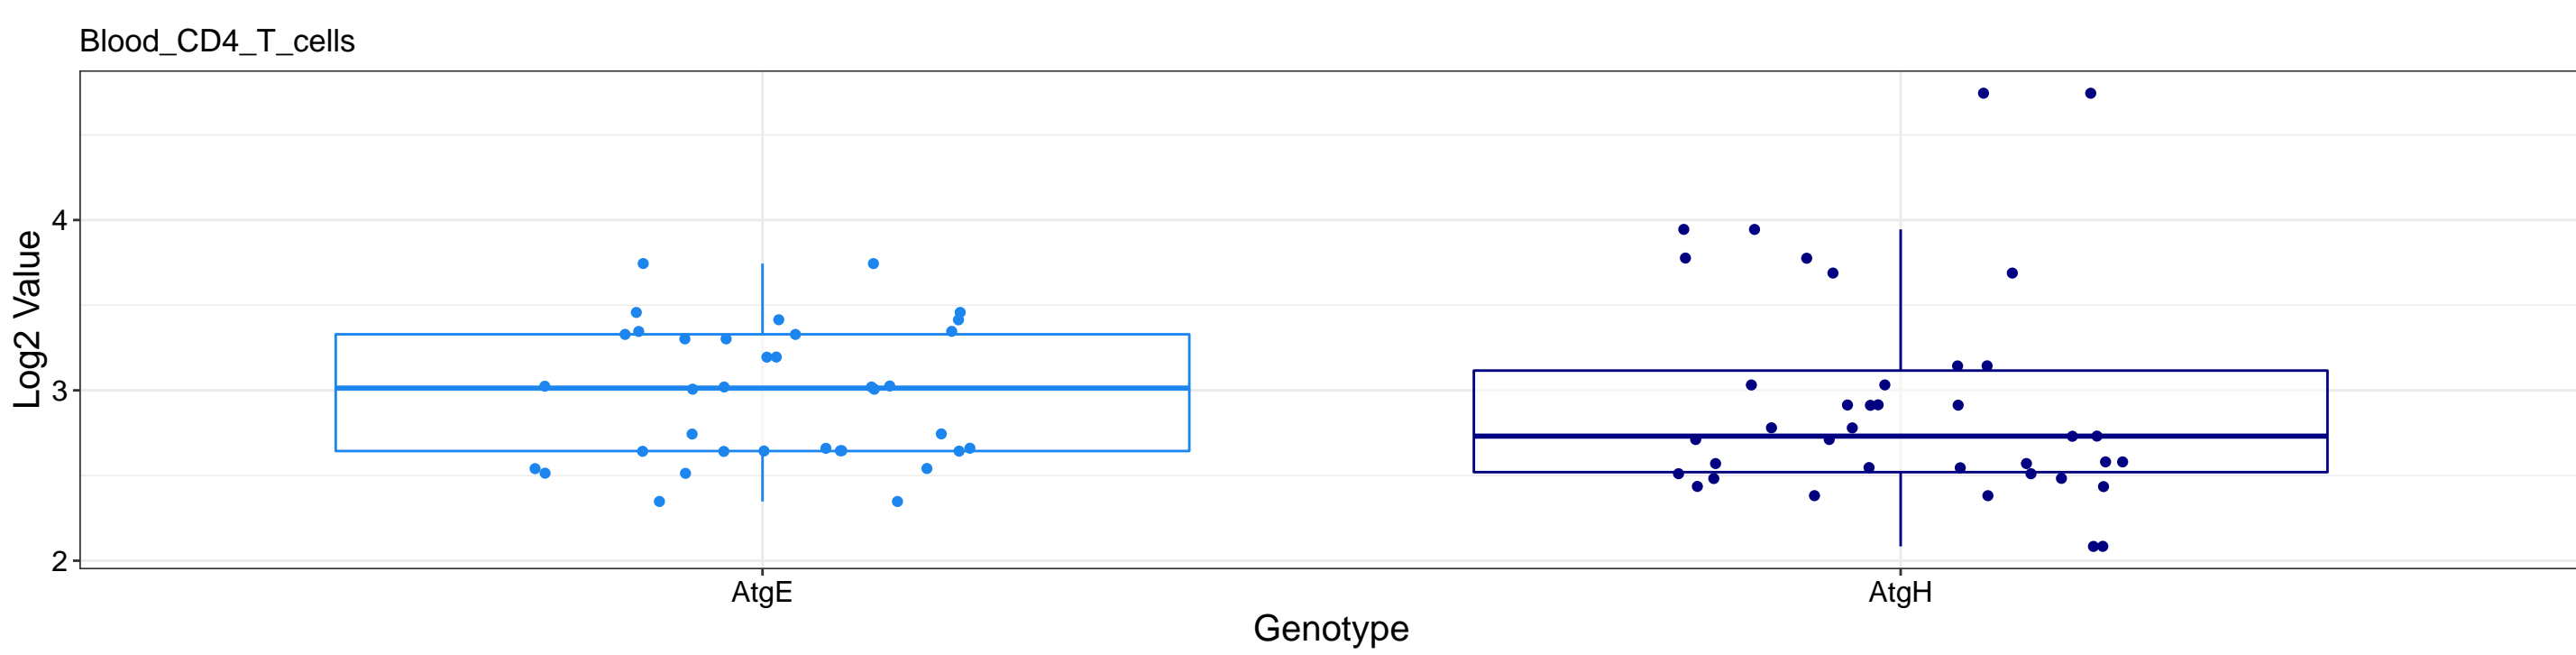 Blood_CD4_T_cells
Log2 Value
4
3
2
AtgE
AtgH
Genotype